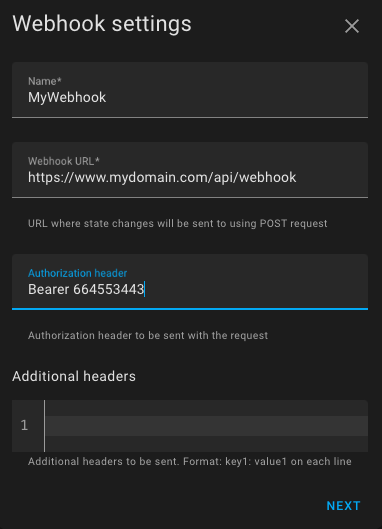 Webhook settings
Name*
MyWebhook
Webhook URL*
https://www.mydomain.com/api/webhook
URL where state changes will be sent to using POST request
Authorization header
Bearer 664553443
Authorization header to be sent with the request
Additional headers
1
Additional headers to be sent. Format: key1: value1 on each line
NEXT